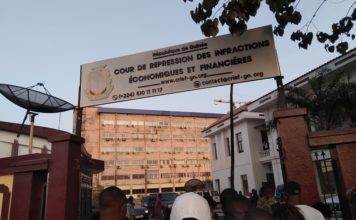 République de Guinée
COUR DE REPRESSION DES INFRACTIONS
ÉCONOMIQUES ET FINANCIÈRES
www.crief-gn.org
contact@crief-gn.org
(+224) 610 11 11 17